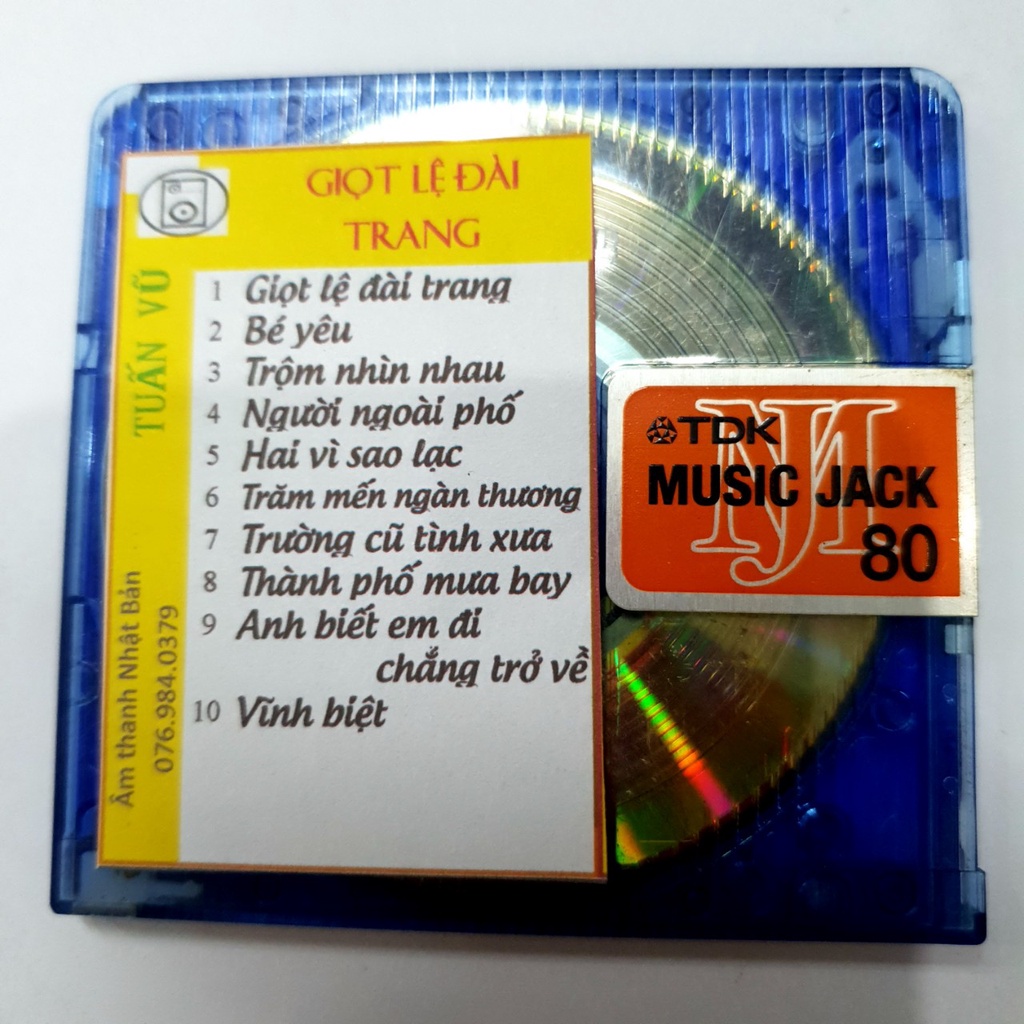 GIỌT LỆ ĐÀI
TRANG
TUẤN VŨ
1 Giọt lệ đài trang
2 Bé yêu
3 Trộm nhìn nhau
4 Người ngoài phố
5 Hai vì sao lạc
6 Trăm mến ngàn thương
7 Trường cũ tình xưa
8 Thành phố mưa bay
9 Anh biết em đi
chẳng trở về
10 Vĩnh biệt
Âm thanh Nhật Bản
076.984.0379
TDK
MUSIC JACK
80
MJ